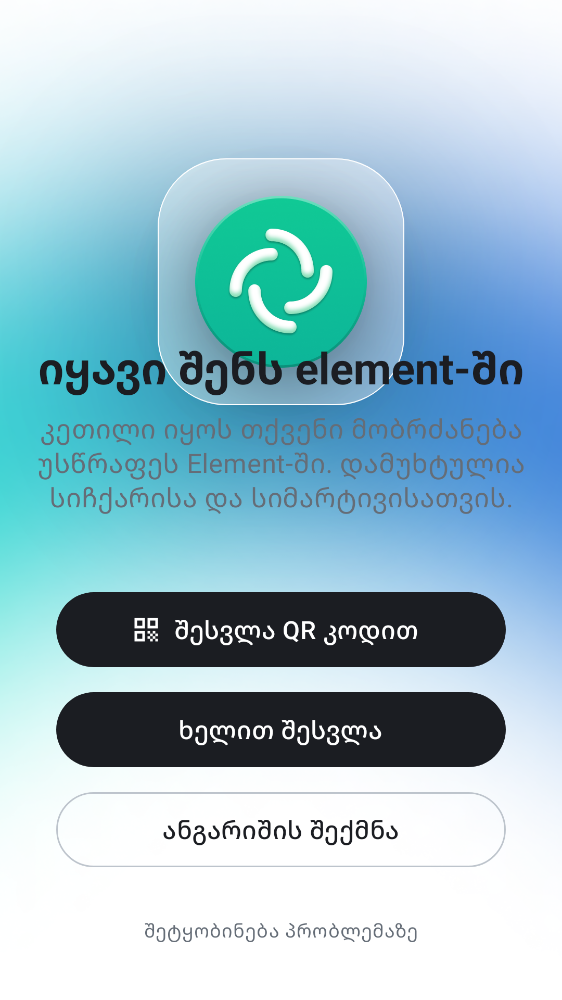 იყავი შენს element-ში
კეთილი იყოს თქვენი მობრძანება
უსწრაფეს Element-ში. დამუხტულია
სიჩქარისა და სიმარტივისათვის.
შესვლა QR კოდით
ხელით შესვლა
ანგარიშის შექმნა
შეტყობინება პრობლემაზე